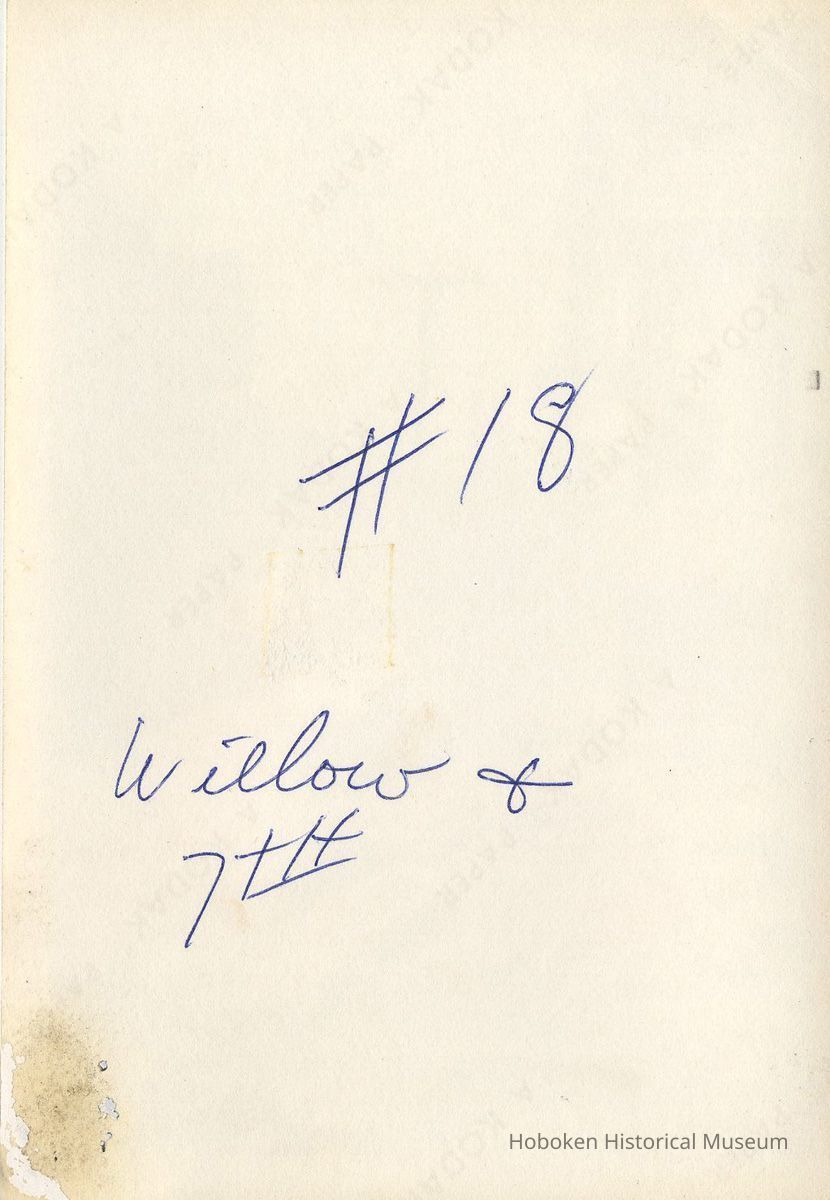 #18
Willow &
7TH
Hoboken Historical Museum